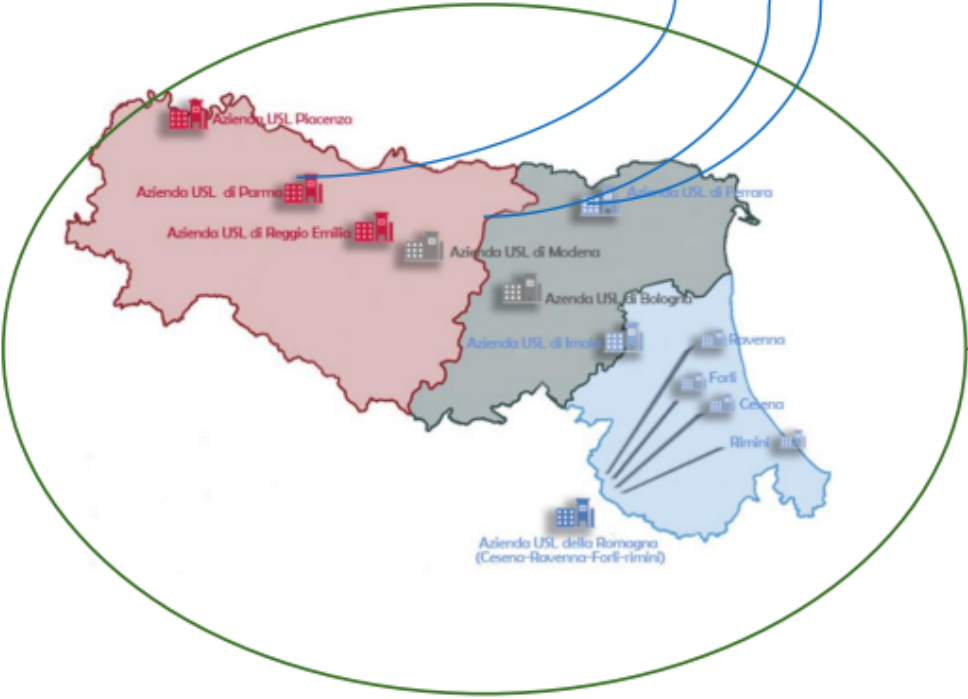 Azienda USL Piacenza
Azienda USL di Parma
Azienda USL di Ferrara
Azienda USL di Reggio Emilia
Azienda USL di Modena
Azenda USL di Bologna
Azienda USL di Imola
Ravenna
Forlì
Cesena
Rimini
Azienda USL della Romagna
(Cesena-Ravenna-Forlì-rimini)